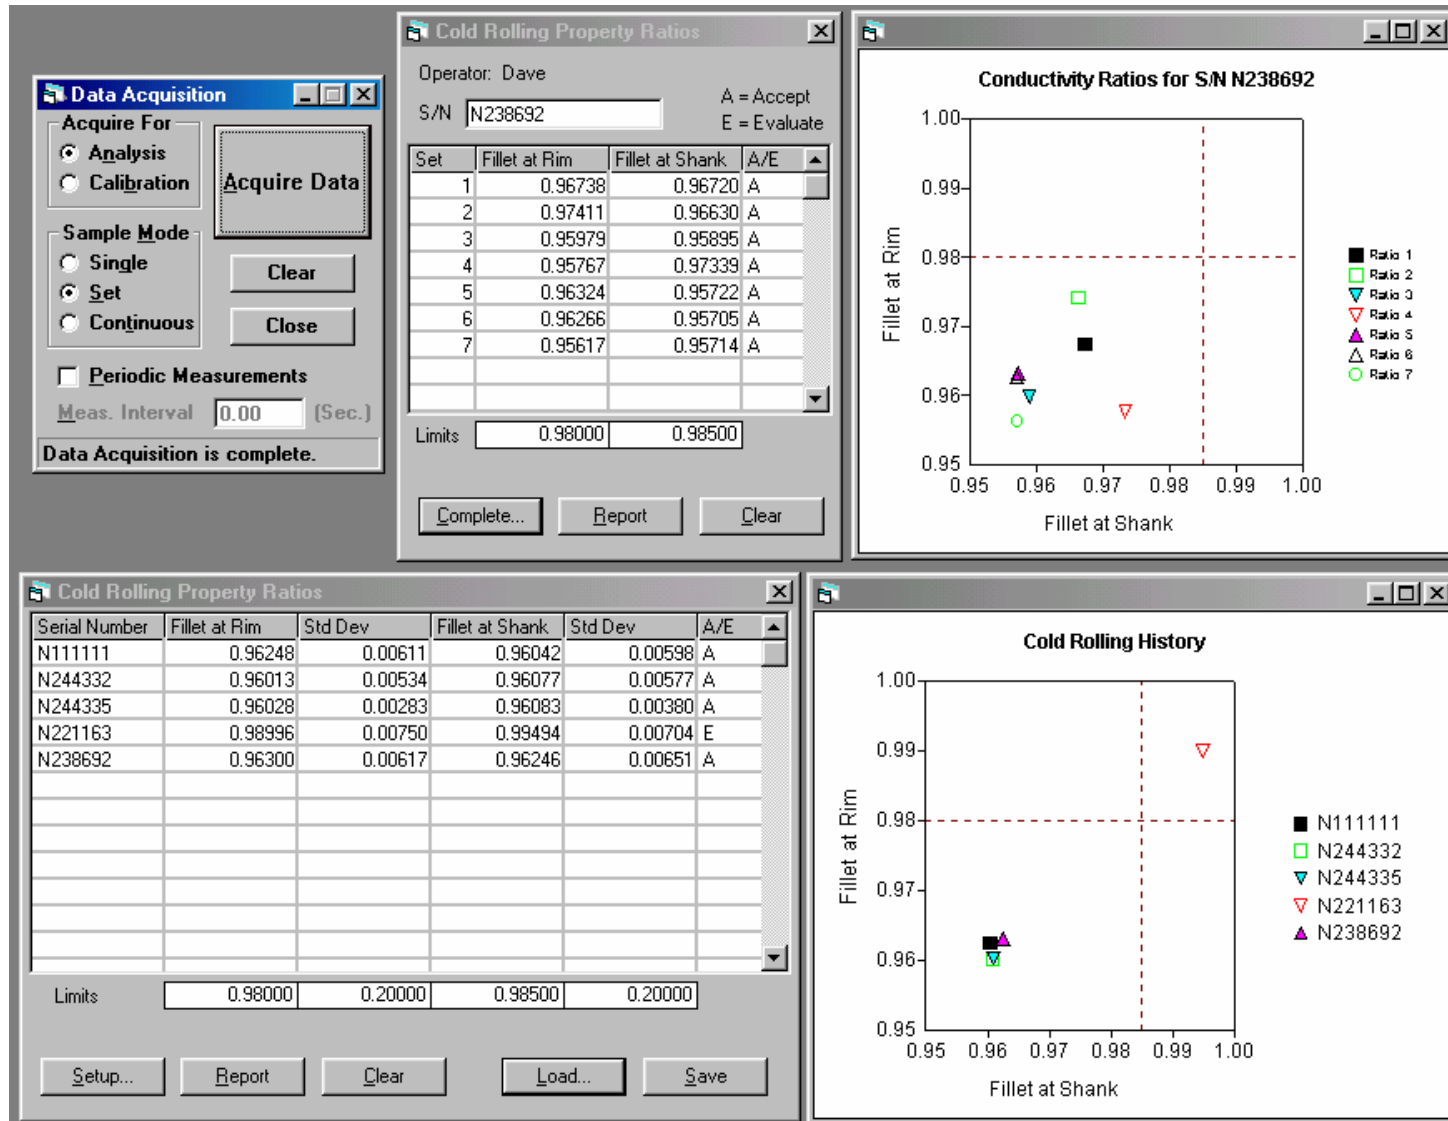 Data Acquisition
Acquire For
Analysis
Calibration
Acquire Data
Sample Mode
Single
Set
Continuous
Clear
Close
Periodic Measurements
Meas. Interval 0.00 (Sec.)
Data Acquisition is complete.
Cold Rolling Property Ratios
Operator: Dave
S/N N238692
A = Accept
E = Evaluate
Set Fillet at Rim Fillet at Shank A/E
1 0.96738 0.96720 A
2 0.97411 0.96630 A
3 0.95979 0.95895 A
4 0.95767 0.97339 A
5 0.96324 0.95722 A
6 0.96266 0.95705 A
7 0.95617 0.95714 A
Limits 0.98000 0.98500
Complete... Report Clear
Conductivity Ratios for S/N N238692
1.00
0.99
0.98
0.97
0.96
0.95
Fillet at Rim
0.95 0.96 0.97 0.98 0.99 1.00
Fillet at Shank
Ratio 1
Ratio 2
Ratio 3
Ratio 4
Ratio 5
Ratio 6
Ratio 7
Cold Rolling Property Ratios
Serial Number Fillet at Rim Std Dev Fillet at Shank Std Dev A/E
N111111 0.96248 0.00611 0.96042 0.00598 A
N244332 0.96013 0.00534 0.96077 0.00577 A
N244335 0.96028 0.00283 0.96083 0.00380 A
N221163 0.98996 0.00750 0.99494 0.00704 E
N238692 0.96300 0.00617 0.96246 0.00651 A
Limits 0.98000 0.20000 0.98500 0.20000
Setup... Report Clear Load... Save
Cold Rolling History
1.00
0.99
0.98
0.97
0.96
0.95
Fillet at Rim
0.95 0.96 0.97 0.98 0.99 1.00
Fillet at Shank
N111111
N244332
N244335
N221163
N238692